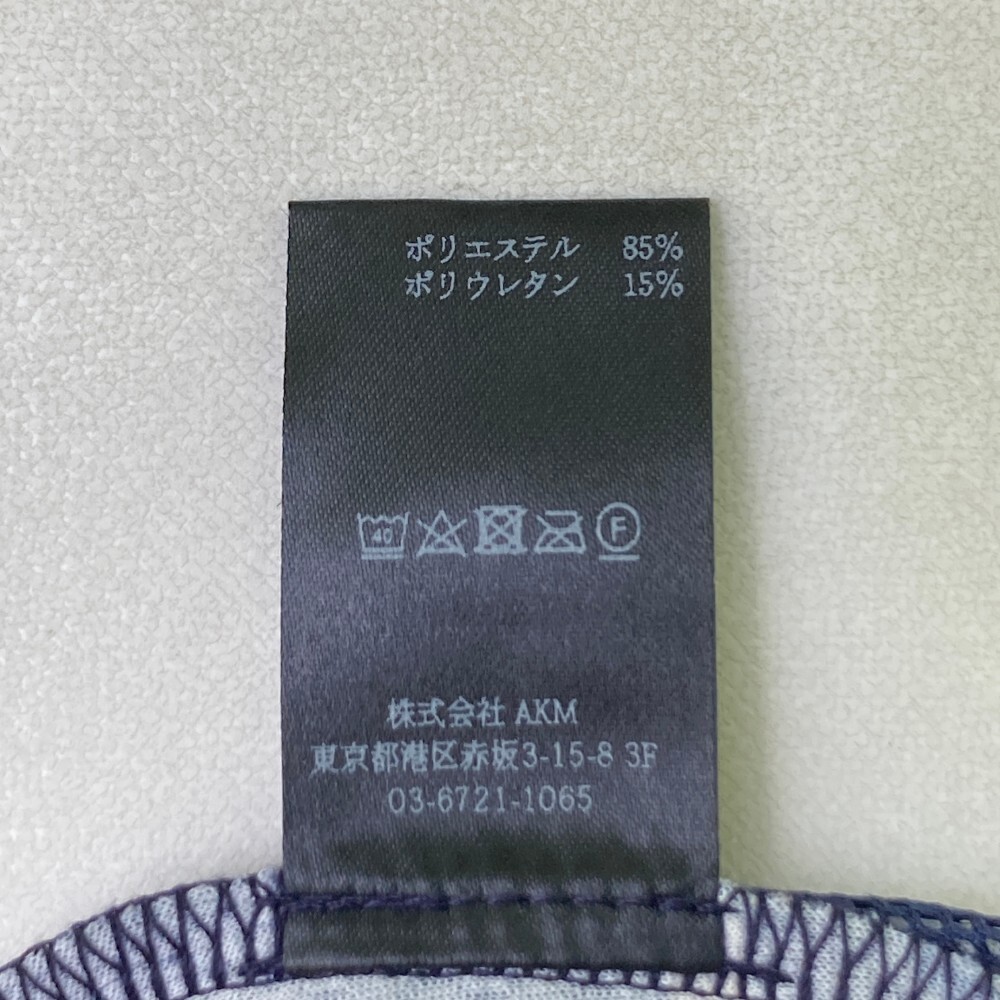 ポリエステル 85%
ポリウレタン 15%
40 F
株式会社 AKM
東京都港区赤坂3-15-8 3F
03-6721-1065